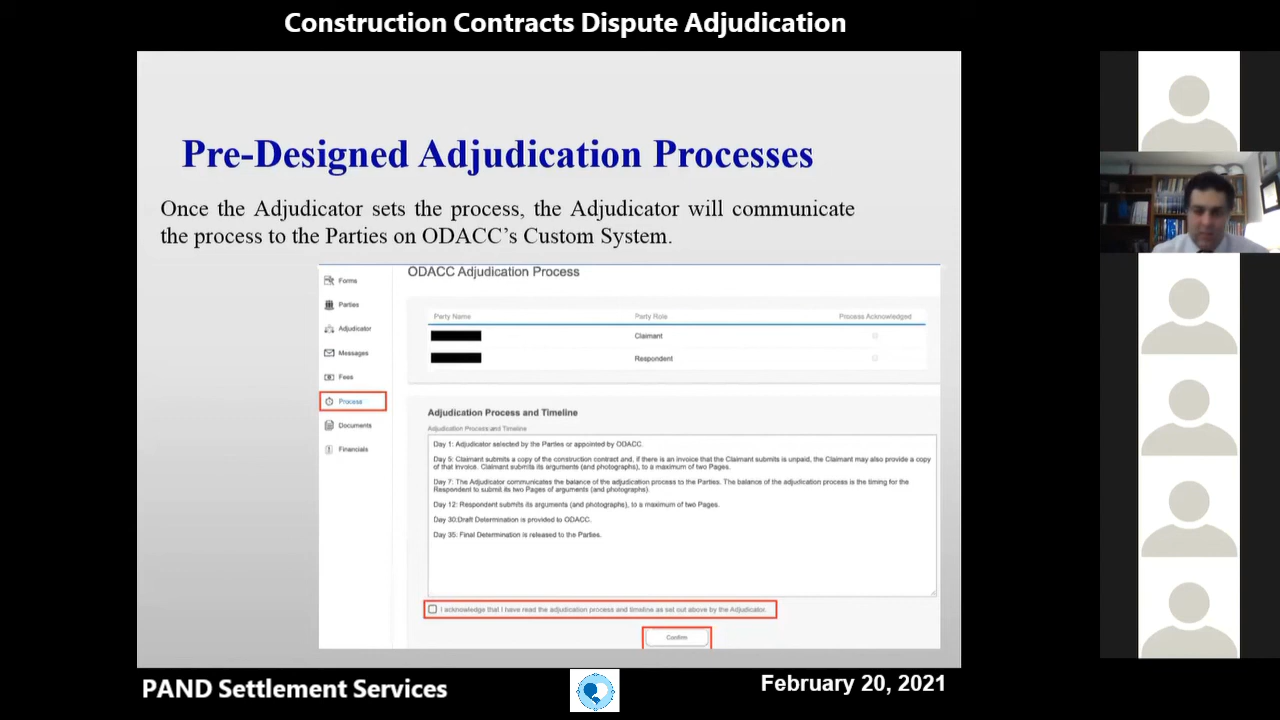 Construction Contracts Dispute Adjudication
Pre-Designed Adjudication Processes
Once the Adjudicator sets the process, the Adjudicator will communicate
the process to the Parties on ODACC's Custom System.
Forms
Parties
Adjudicator
Messages
Fees
Process
Documents
Financials
ODACC Adjudication Process
Party Name Party Role Process Acknowledged
Claimant
Respondent
Adjudication Process and Timeline
Adjudication Process and Timeline
Day 1: Adjudicator selected by the Parties or appointed by ODACC.
Day 5: Claimant submits a copy of the construction contract and, if there is an invoice that the Claimant submits is unpaid, the Claimant may also provide a copy
of that invoice. Claimant submits its arguments (and photographs), to a maximum of two Pages.
Day 7: The Adjudicator communicates the balance of the adjudication process to the Parties. The balance of the adjudication process is the timing for the
Respondent to submit its two Pages of arguments (and photographs).
Day 12: Respondent submits its arguments (and photographs), to a maximum of two Pages.
Day 30:Draft Determination is provided to ODACC.
Day 35: Final Determination is released to the Parties.
I acknowledge that I have read the adjudication process and timeline as set out above by the Adjudicator.
Confirm
PAND Settlement Services
February 20, 2021